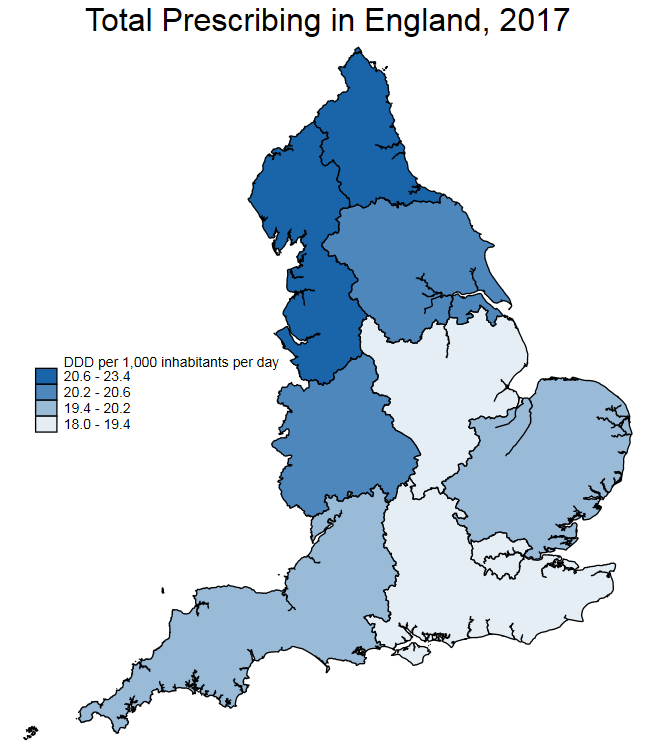 Total Prescribing in England, 2017
DDD per 1,000 inhabitants per day
20.6 - 23.4
20.2 - 20.6
19.4 - 20.2
18.0 - 19.4